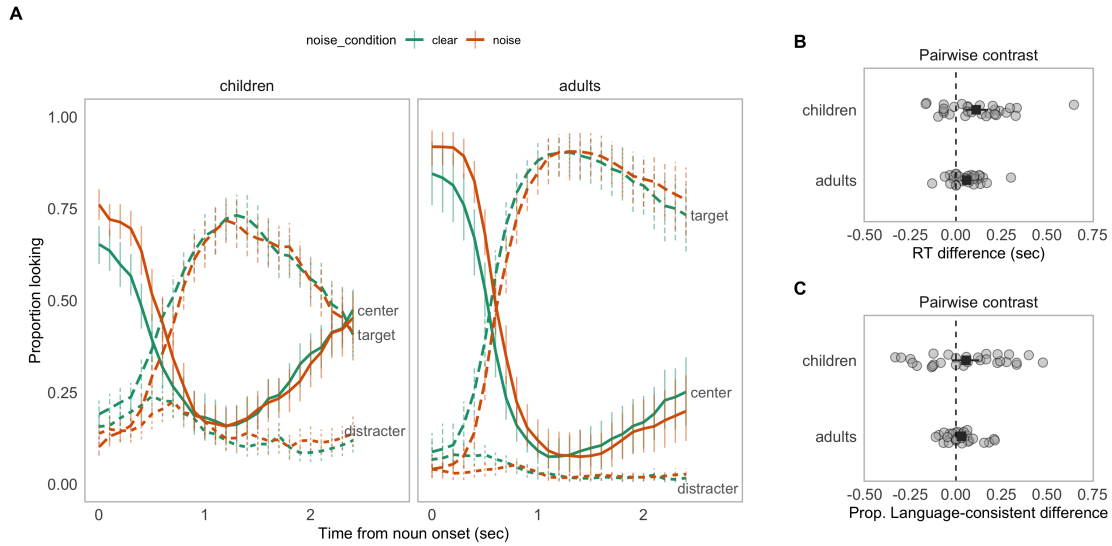 A
noise_condition clear noise
children adults
Proportion looking
1.00
0.75
0.50
0.25
0.00
center
target
distracter
target
center
distracter
0 1 2 0 1 2
Time from noun onset (sec)
B
Pairwise contrast
children
adults
-0.50 -0.25 0.00 0.25 0.50 0.75
RT difference (sec)
C
Pairwise contrast
children
adults
-0.50 -0.25 0.00 0.25 0.50 0.75
Prop. Language-consistent difference